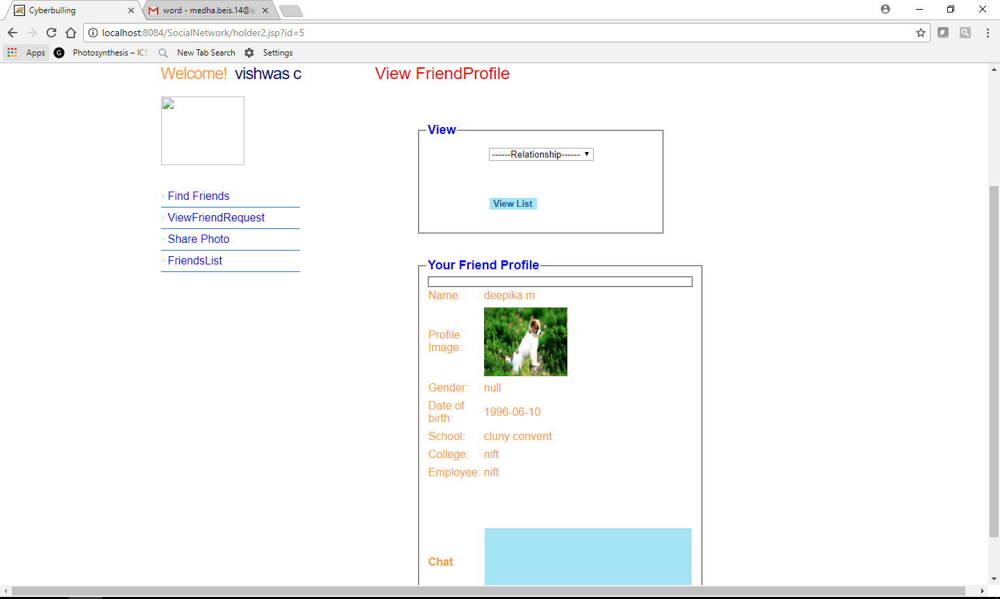 Cyberbulling
word - medha.beis.14@a
localhost:8084/SocialNetwork/holder2.jsp?id=5
Apps
G
Photosynthesis – ICS
New Tab Search
Settings
Welcome! vishwas c
View FriendProfile
View
------Relationship------
View List
Find Friends
ViewFriendRequest
Share Photo
FriendsList
Your Friend Profile
Name: deepika m
Profile
Image:
Gender: null
Date of
birth:
1996-06-10
School: cluny convent
College: nift
Employee: nift
Chat